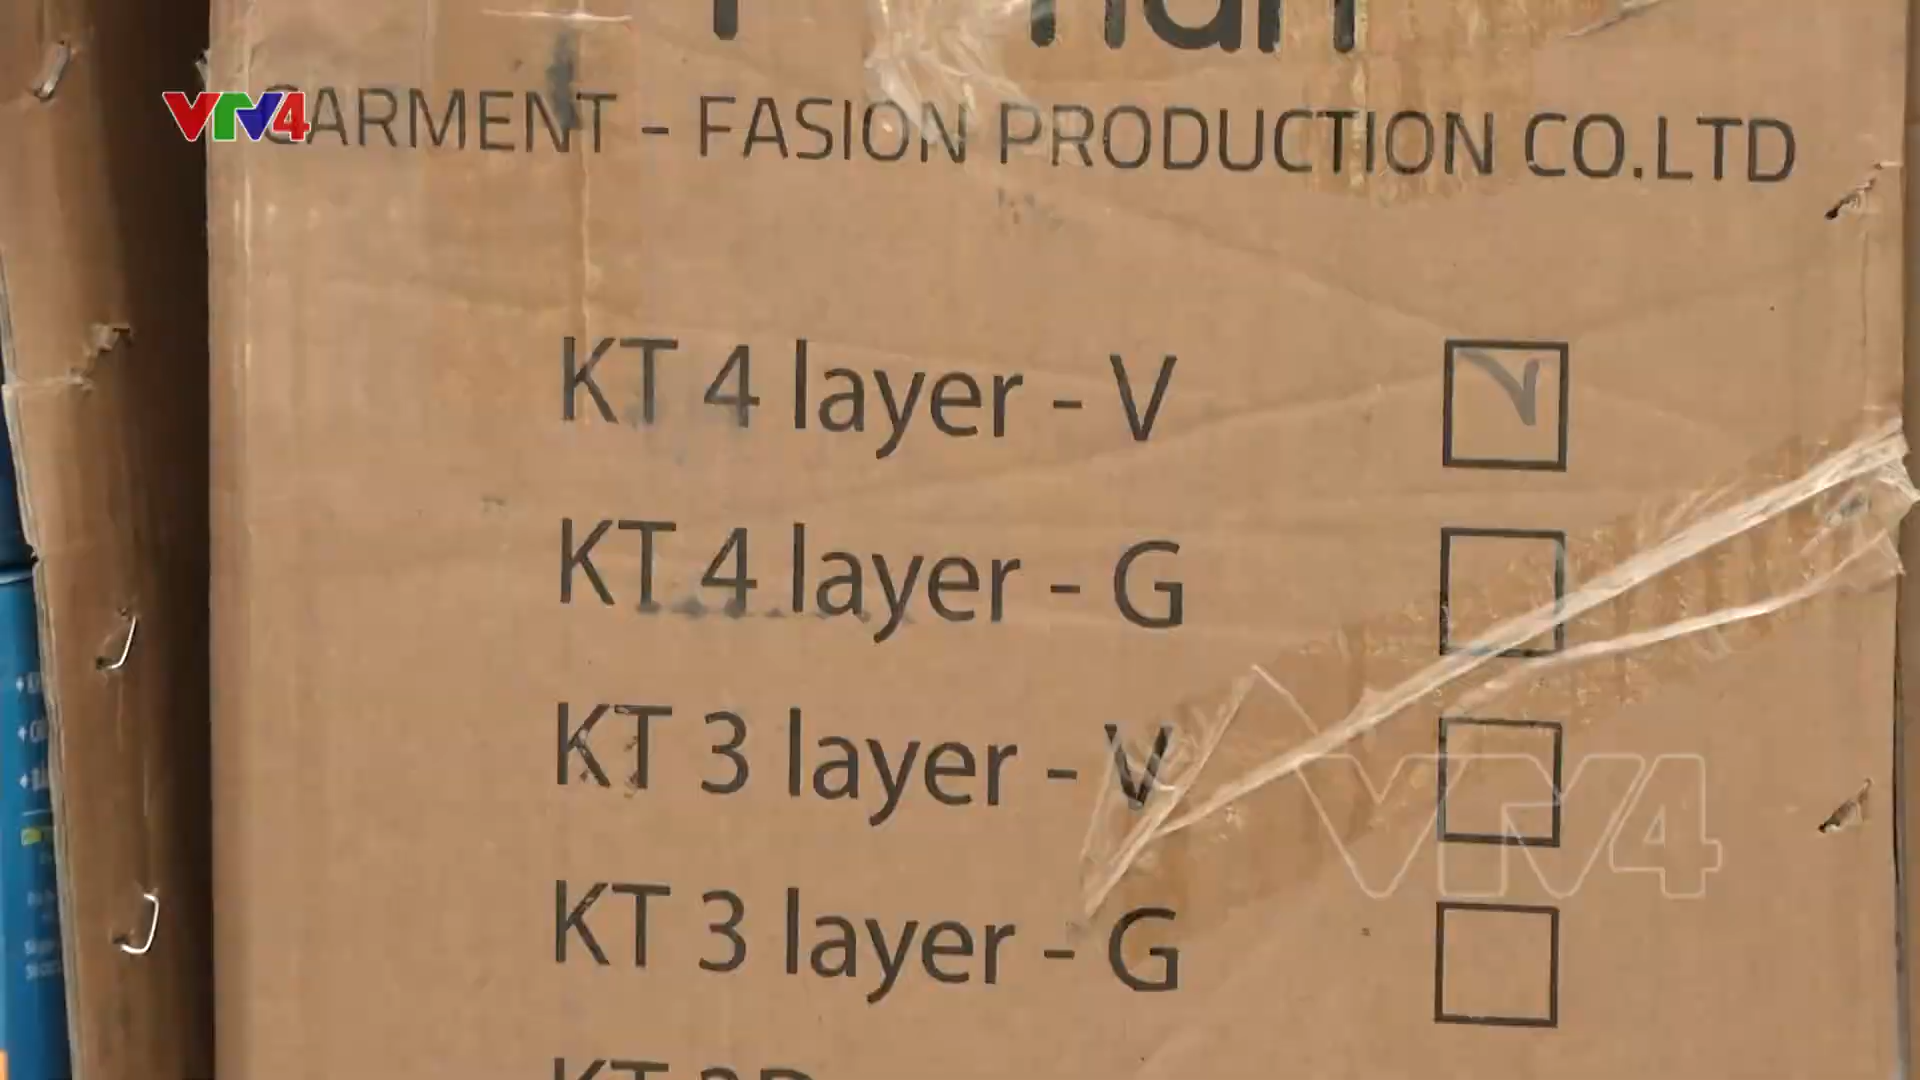 VTV4
GARMENT - FASION PRODUCTION CO.LTD
KT 4 layer - V
KT 4 layer - G
KT 3 layer - V
KT 3 layer - G
VTV4